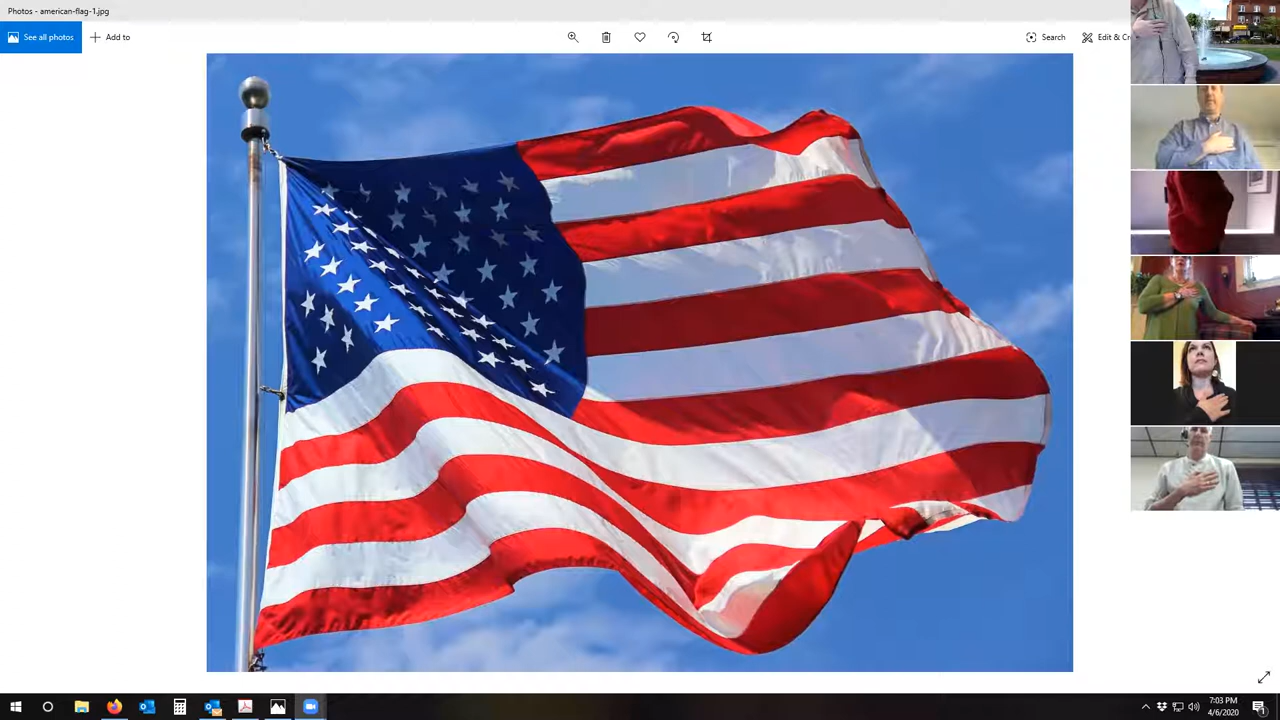 Photos - american-flag-1.jpg
See all photos
Add to
Search
Edit & Cr
7:03 PM
4/6/2020
1